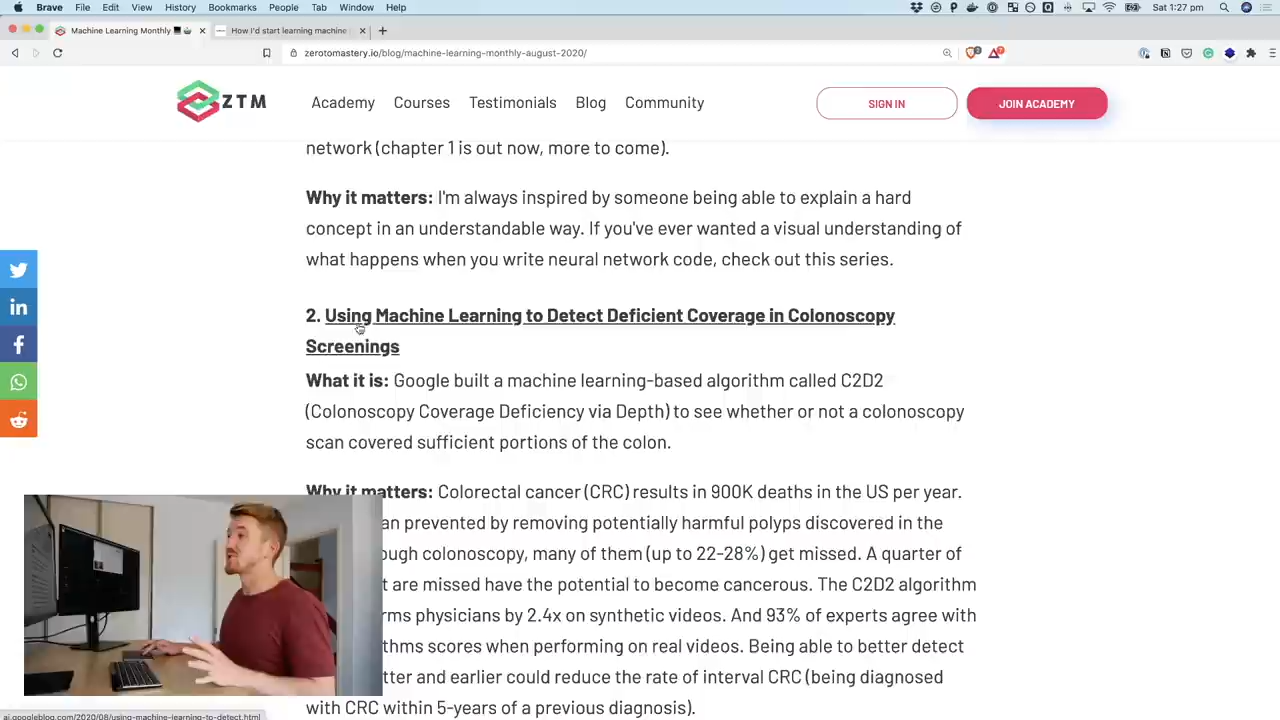 Brave File Edit View History Bookmarks People Tab Window Help Sat 1:27 pm
Machine Learning Monthly How I'd start learning machine
zerotomastery.io/blog/machine-learning-monthly-august-2020/
ZTM Academy Courses Testimonials Blog Community SIGN IN JOIN ACADEMY
network (chapter 1 is out now, more to come).
Why it matters: I'm always inspired by someone being able to explain a hard
concept in an understandable way. If you've ever wanted a visual understanding of
what happens when you write neural network code, check out this series.
2. Using Machine Learning to Detect Deficient Coverage in Colonoscopy
Screenings
What it is: Google built a machine learning-based algorithm called C2D2
(Colonoscopy Coverage Deficiency via Depth) to see whether or not a colonoscopy
scan covered sufficient portions of the colon.
Why it matters: Colorectal cancer (CRC) results in 900K deaths in the US per year.
an prevented by removing potentially harmful polyps discovered in the
ough colonoscopy, many of them (up to 22-28%) get missed. A quarter of
t are missed have the potential to become cancerous. The C2D2 algorithm
rms physicians by 2.4x on synthetic videos. And 93% of experts agree with
thms scores when performing on real videos. Being able to better detect
tter and earlier could reduce the rate of interval CRC (being diagnosed
with CRC within 5-years of a previous diagnosis).
ai.googleblog.com/2020/08/using-machine-learning-to-detect.html